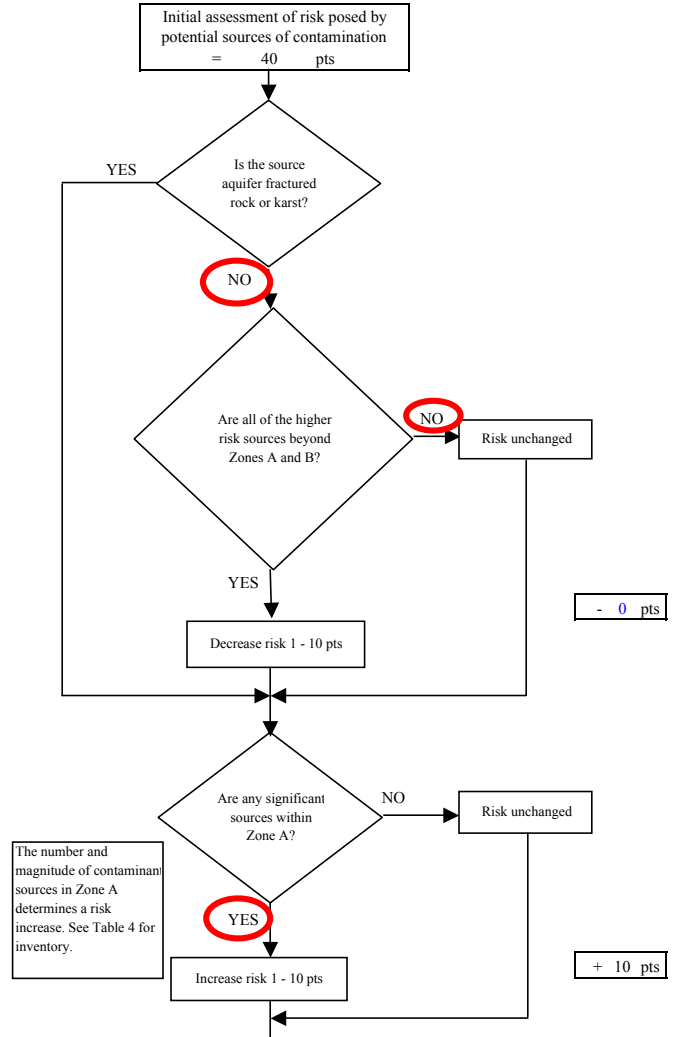 Initial assessment of risk posed by
potential sources of contamination
= 40 pts
YES
Is the source
aquifer fractured
rock or karst?
NO
Are all of the higher
risk sources beyond
Zones A and B?
NO
Risk unchanged
YES
- 0 pts
Decrease risk 1 - 10 pts
Are any significant
sources within
Zone A?
NO
Risk unchanged
The number and
magnitude of contaminant
sources in Zone A
determines a risk
increase. See Table 4 for
inventory.
YES
Increase risk 1 - 10 pts
+ 10 pts